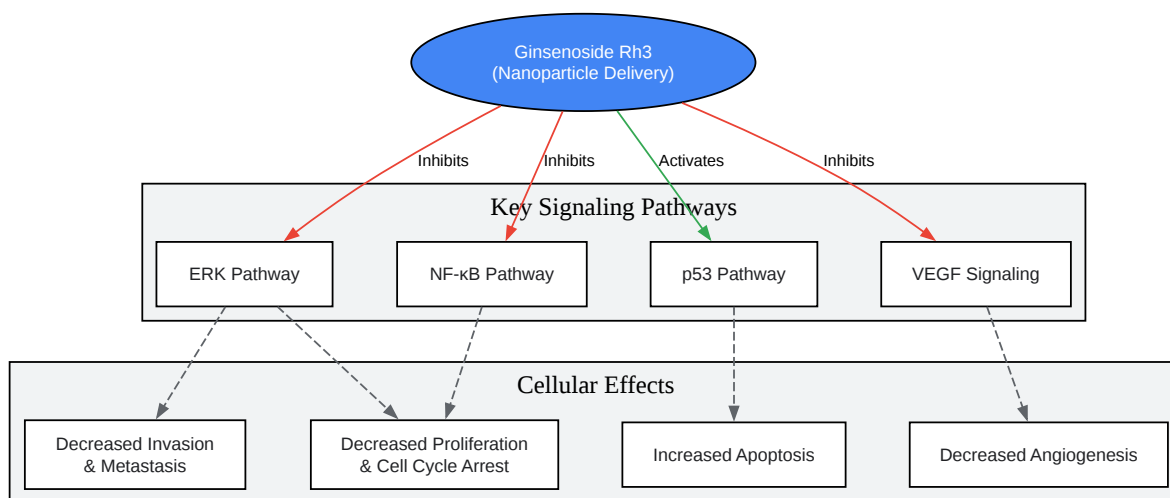 Ginsenoside Rh3
(Nanoparticle Delivery)
Inhibits
Inhibits
Activates
Inhibits
Key Signaling Pathways
ERK Pathway
NF-κB Pathway
p53 Pathway
VEGF Signaling
Cellular Effects
Decreased Invasion
& Metastasis
Decreased Proliferation
& Cell Cycle Arrest
Increased Apoptosis
Decreased Angiogenesis